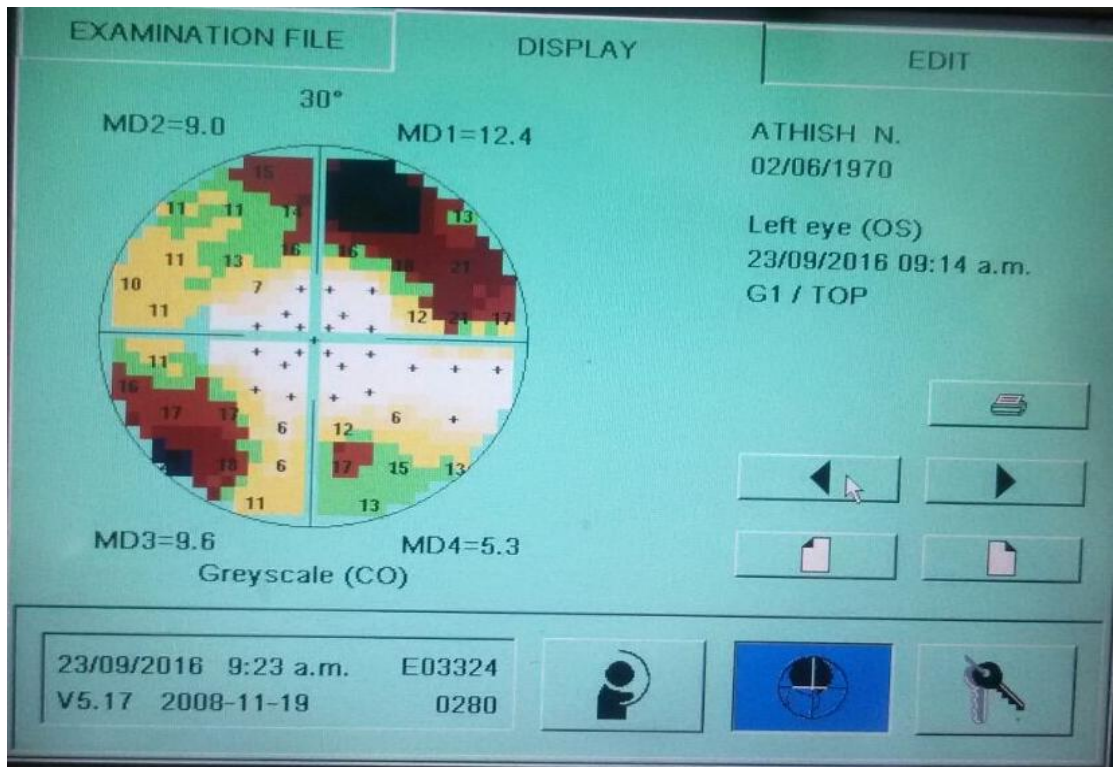 EXAMINATION FILE
DISPLAY
EDIT
30°
MD2=9.0
MD1=12.4
ATHISH N.
02/06/1970
Left eye (OS)
23/09/2016 09:14 a.m.
G1 / TOP
15
11 11 14 13
16 16 18 21
11 13
10 7 + + +
11 + + 12 21 17
+ + + +
+
11 + + + +
+ + + + +
16 + + + +
17 17 6 12 6 +
18 6 17 15 13
11 13
MD3=9.6
MD4=5.3
Greyscale (CO)
23/09/2016 9:23 a.m. E03324
V5.17 2008-11-19 0280